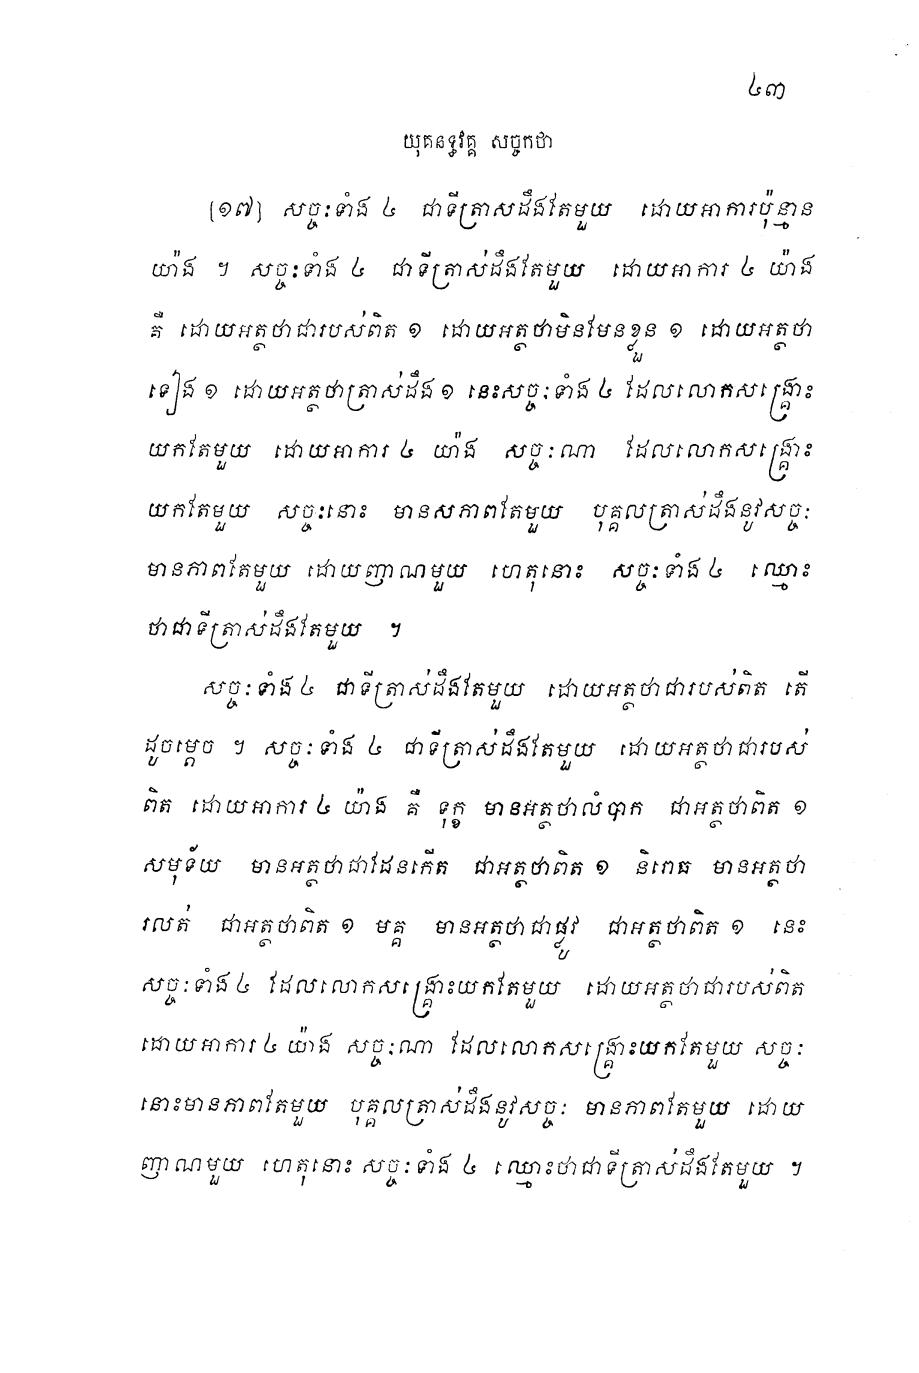 ៤៣
យុគនទ្ធវគ្គ សច្ចកថា
[១៧] សច្ចៈទាំង ៤ ជាទីត្រាសដឹងតែមួយ ដោយអាការប៉ុន្មាន
យ៉ាង ។ សច្ចៈទាំង ៤ ជាទីត្រាស់ដឹងតែមួយ ដោយអាការ ៤ យ៉ាង
គឺ ដោយអត្ថថាជារបស់ពិត ១ ដោយអត្ថថាមិនមែនខ្លួន ១ ដោយអត្ថថា
ទៀង ១ ដោយអត្ថថាត្រាស់ដឹង ១ នេះសច្ចៈទាំង ៤ ដែលលោកសង្គ្រោះ
យកតែមួយ ដោយអាការ ៤ យ៉ាង សច្ចៈណា ដែលលោកសង្គ្រោះ
យកតែមួយ សច្ចៈនោះ មានសភាពតែមួយ បុគ្គលត្រាស់ដឹងនូវសច្ចៈ
មានភាពតែមួយ ដោយញាណមួយ ហេតុនោះ សច្ចៈទាំង ៤ ឈ្មោះ
ថាជាទីត្រាស់ដឹងតែមួយ ។
សច្ចៈទាំង ៤ ជាទីត្រាស់ដឹងតែមួយ ដោយអត្ថថាជារបស់ពិត តើ
ដូចម្តេច ។ សច្ចៈទាំង ៤ ជាទីត្រាស់ដឹងតែមួយ ដោយអត្ថថាជារបស់
ពិត ដោយអាការ ៤ យ៉ាង គឺ ទុក្ខ មានអត្ថថាលំបាក ជាអត្ថថាពិត ១
សមុទ័យ មានអត្ថថាជាដែនកើត ជាអត្ថថាពិត ១ និរោធ មានអត្ថថា
រលត់ ជាអត្ថថាពិត ១ មគ្គ មានអត្ថថាជាផ្លូវ ជាអត្ថថាពិត ១ នេះ
សច្ចៈទាំង ៤ ដែលលោកសង្គ្រោះយកតែមួយ ដោយអត្ថថាជារបស់ពិត
ដោយអាការ ៤ យ៉ាង សច្ចៈណា ដែលលោកសង្គ្រោះយកតែមួយ សច្ចៈ
នោះមានភាពតែមួយ បុគ្គលត្រាស់ដឹងនូវសច្ចៈ មានភាពតែមួយ ដោយ
ញាណមួយ ហេតុនោះ សច្ចៈទាំង ៤ ឈ្មោះថាជាទីត្រាស់ដឹងតែមួយ ។